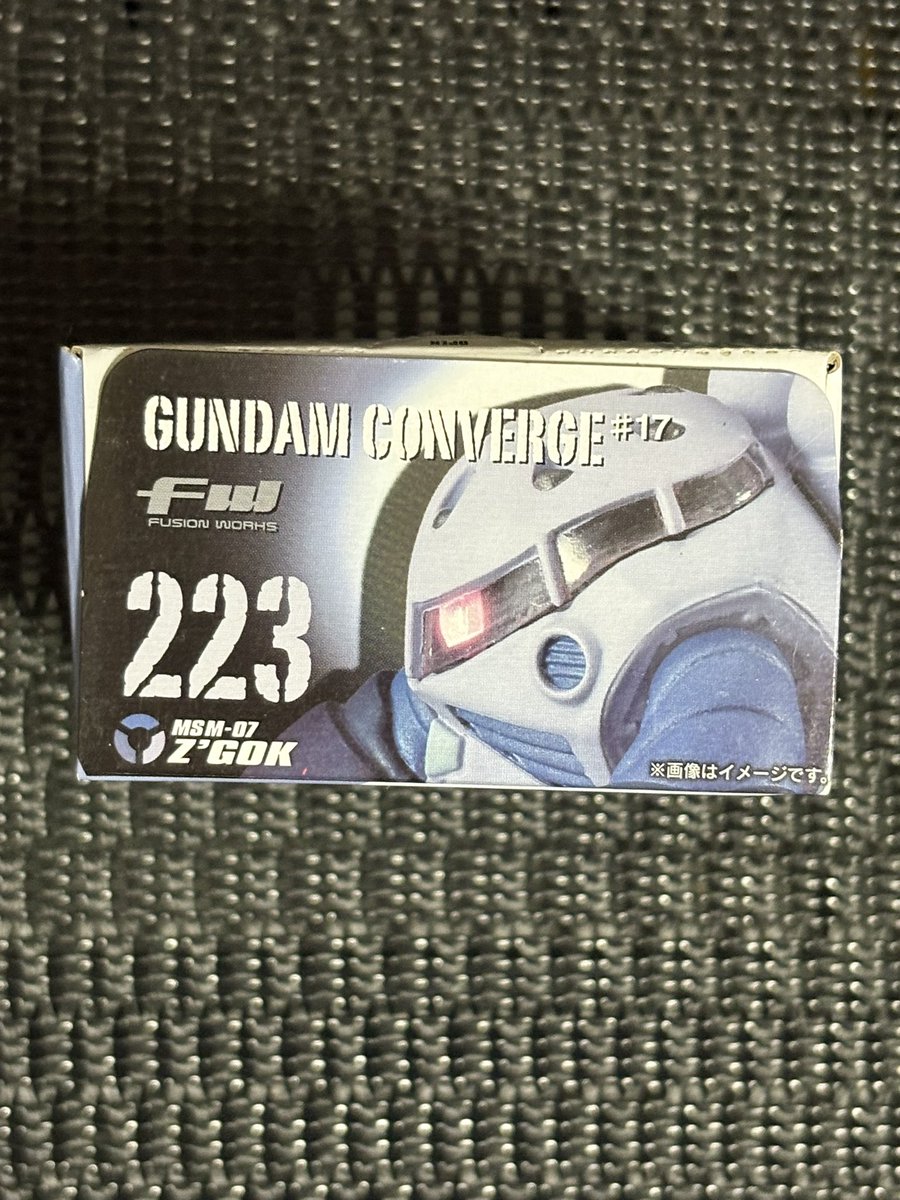 GUNDAM CONVERGE #17
FW
FUSION WORKS
223
MSM-07
Z'GOK
※画像はイメージです。